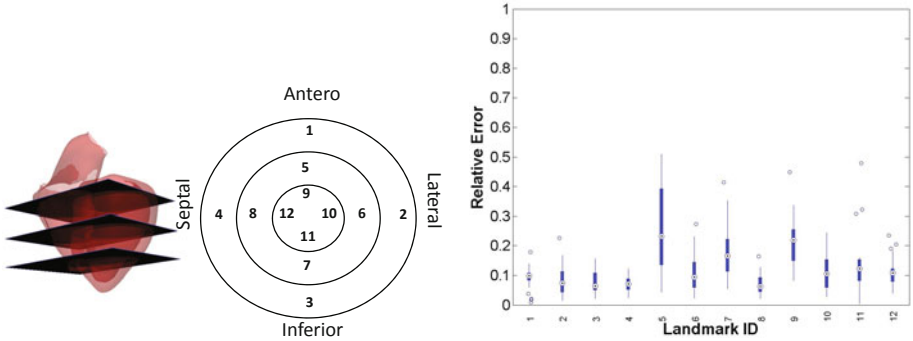 Antero
1
5
9
Septal
4 8 12 10 6 2
Lateral
11
7
3
Inferior
Relative Error
1
0.9
0.8
0.7
0.6
0.5
0.4
0.3
0.2
0.1
0
1 2 3 4 5 6 7 8 9 10 11 12
Landmark ID